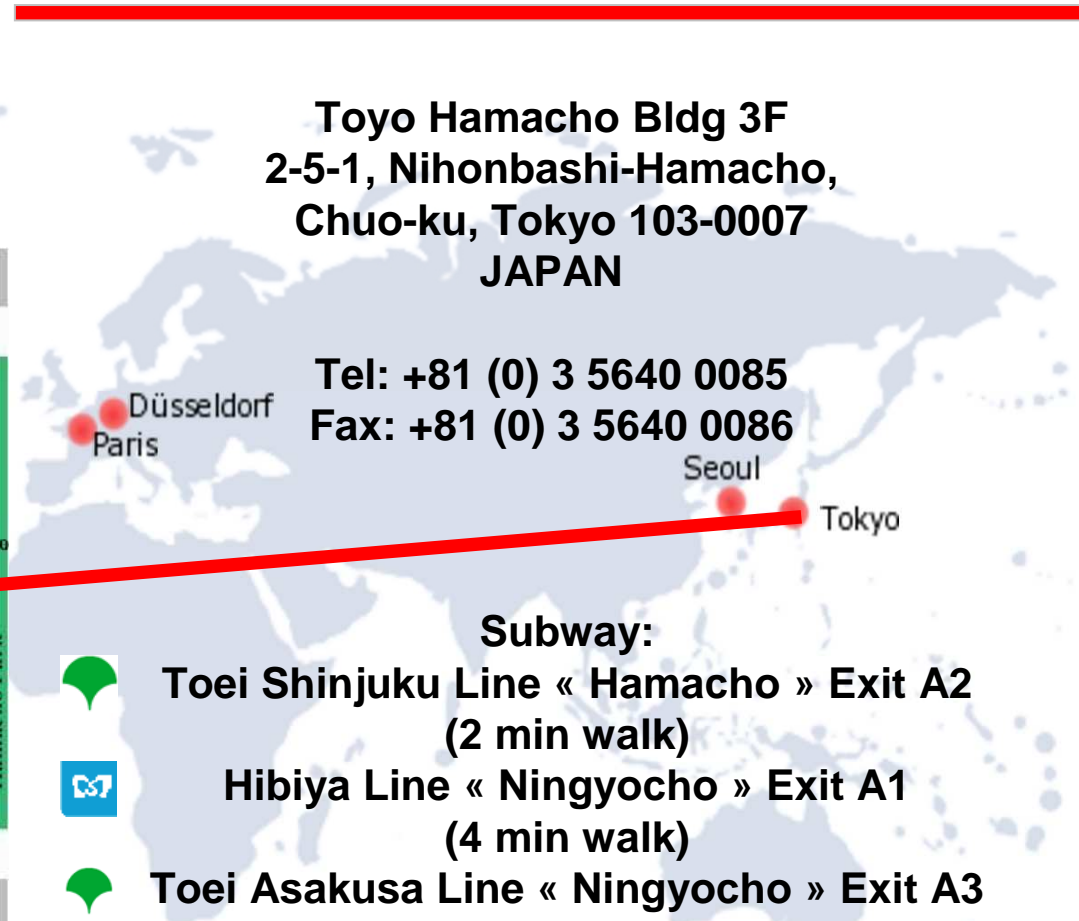 Toyo Hamacho Bldg 3F
2-5-1, Nihonbashi-Hamacho,
Chuo-ku, Tokyo 103-0007
JAPAN
Tel: +81 (0) 3 5640 0085
Fax: +81 (0) 3 5640 0086
Düsseldorf
Paris
Seoul
Tokyo
Subway:
Toei Shinjuku Line « Hamacho » Exit A2
(2 min walk)
Hibiya Line « Ningyocho » Exit A1
(4 min walk)
Toei Asakusa Line « Ningyocho » Exit A3